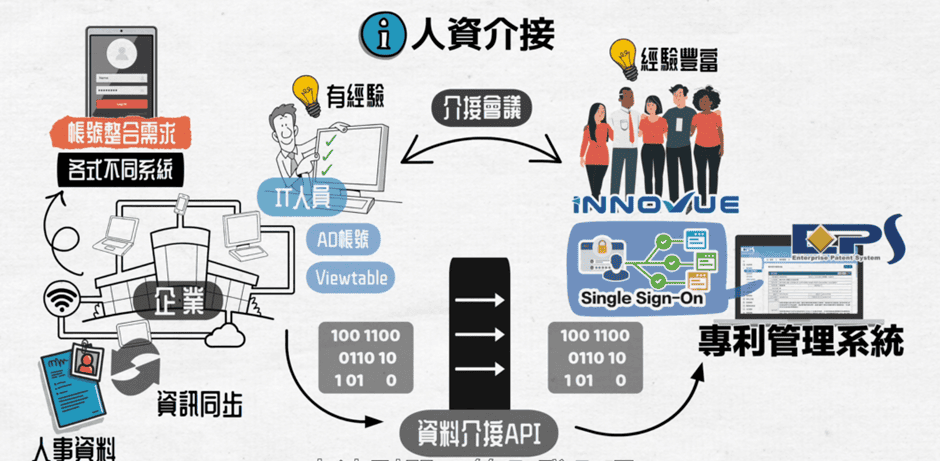 人資介接
帳號整合需求
各式不同系統
有經驗
IT人員
AD帳號
Viewtable
介接會議
經驗豐富
iNNOVUE
Single Sign-On
EPS
Enterprise Patent System
專利管理系統
企業
資訊同步
人事資料
100 1100
0110 10
1 01 0
100 1100
0110 10
1 01 0
資料介接API